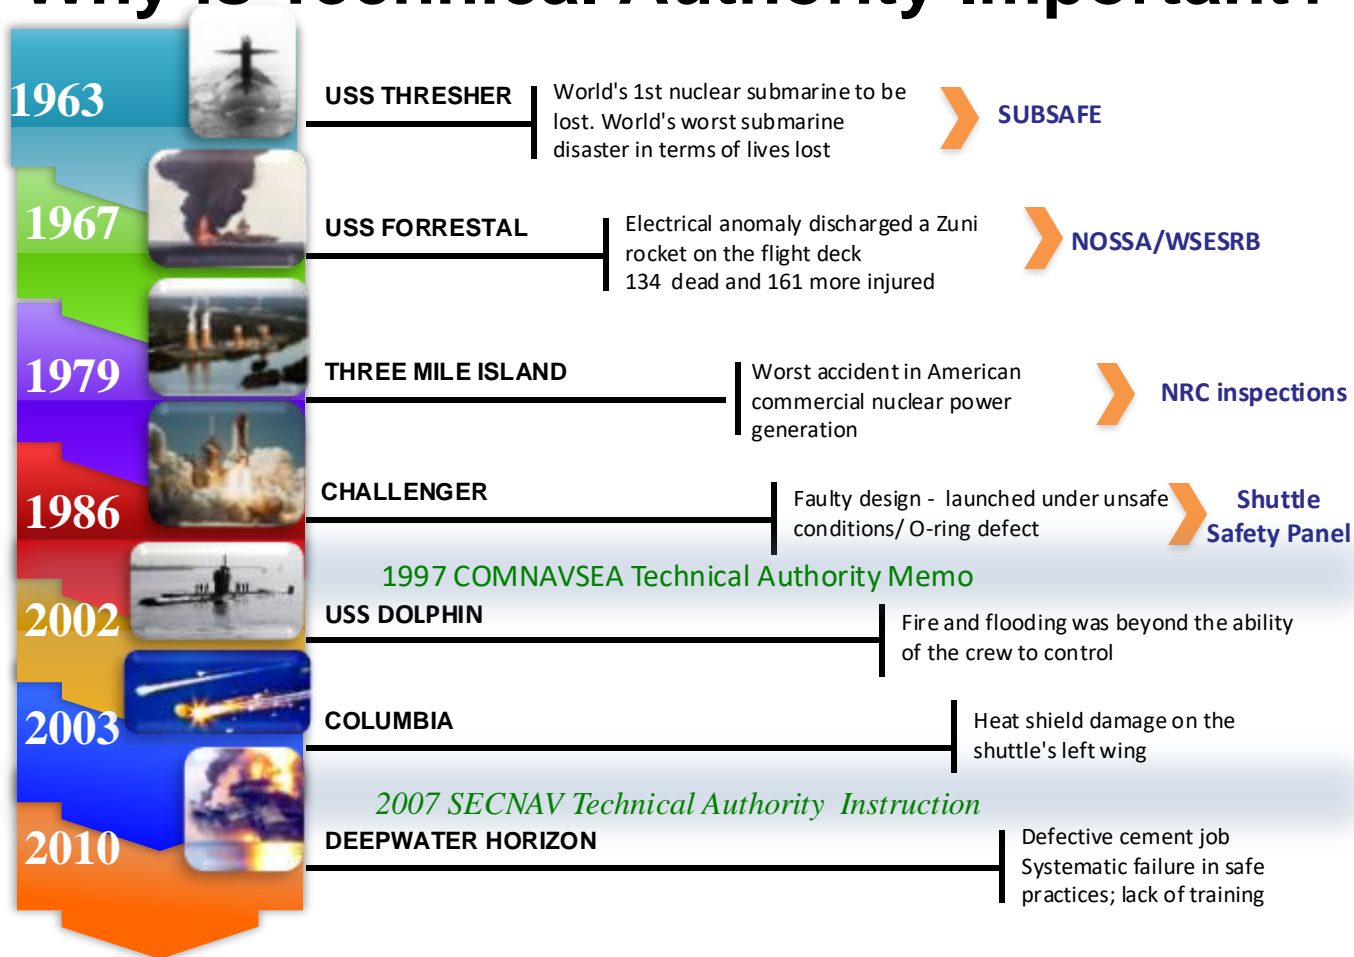 Why is Technical Authority Important?
1963
USS THRESHER
World's 1st nuclear submarine to be
lost. World's worst submarine
disaster in terms of lives lost
SUBSAFE
1967
USS FORRESTAL
Electrical anomaly discharged a Zuni
rocket on the flight deck
134 dead and 161 more injured
NOSSA/WSESRB
1979
THREE MILE ISLAND
Worst accident in American
commercial nuclear power
generation
NRC inspections
1986
CHALLENGER
Faulty design - launched under unsafe
conditions/ O-ring defect
Shuttle
Safety Panel
1997 COMNAVSEA Technical Authority Memo
2002
USS DOLPHIN
Fire and flooding was beyond the ability
of the crew to control
2003
COLUMBIA
Heat shield damage on the
shuttle's left wing
2007 SECNAV Technical Authority Instruction
2010
DEEPWATER HORIZON
Defective cement job
Systematic failure in safe
practices; lack of training